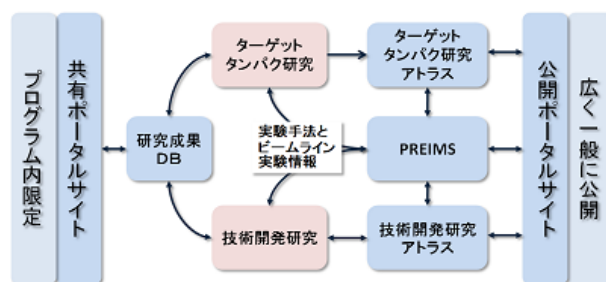 プログラム内限定
共有ポータルサイト
研究成果
DB
ターゲット
タンパク研究
実験手法と
ビームライン
実験情報
技術開発研究
ターゲット
タンパク研究
アトラス
PREIMS
技術開発研究
アトラス
公開ポータルサイト
広く一般に公開